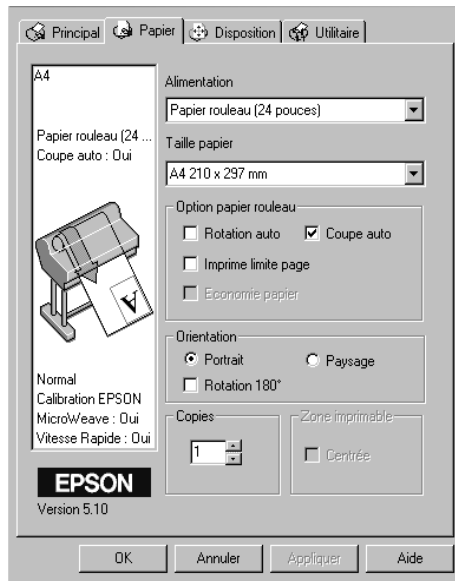 Principal Papier Disposition Utilitaire
A4
Papier rouleau (24 ...
Coupe auto : Oui
A
Normal
Calibration EPSON
MicroWeave : Oui
Vitesse Rapide : Oui
EPSON
Version 5.10
Alimentation
Papier rouleau (24 pouces)
Taille papier
A4 210 x 297 mm
Option papier rouleau
Rotation auto Coupe auto
Imprime limite page
Economie papier
Orientation
Portrait Paysage
Rotation 180°
Copies
1
Zone imprimable
Centrée
OK Annuler Appliquer Aide